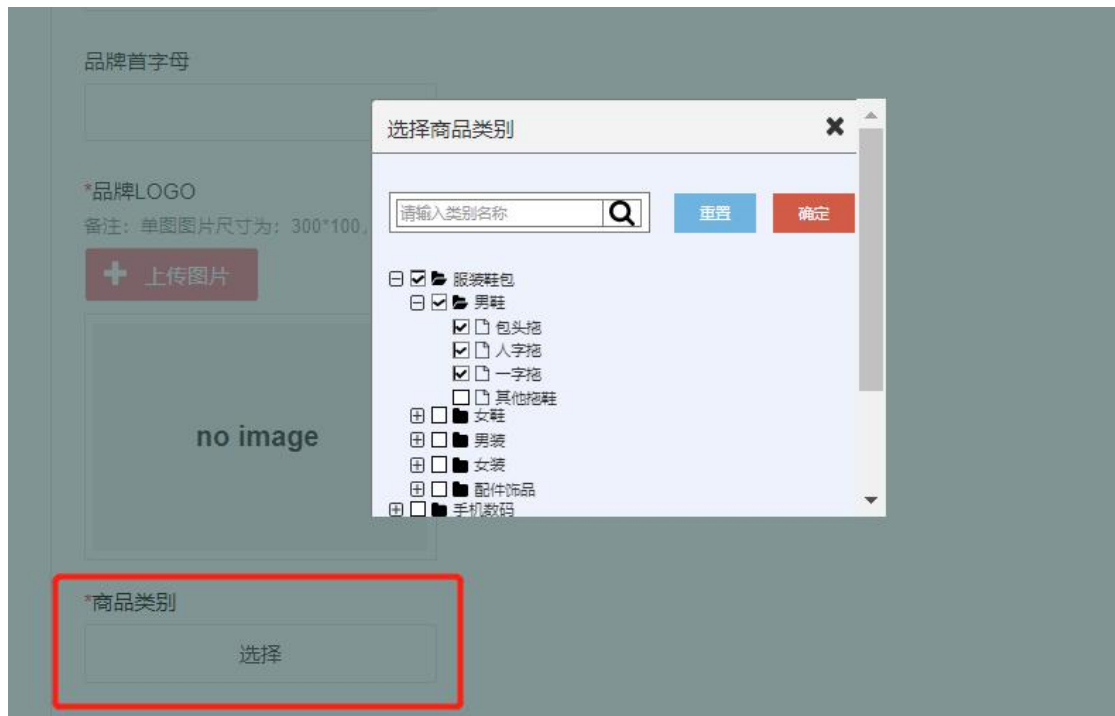 品牌首字母
*品牌LOGO
备注：单图图片尺寸为：300*100,
上传图片
no image
*商品类别
选择
选择商品类别
请输入类别名称
重置
确定
服装鞋包
男鞋
包头拖
人字拖
一字拖
其他拖鞋
女鞋
男装
女装
配件饰品
手机数码